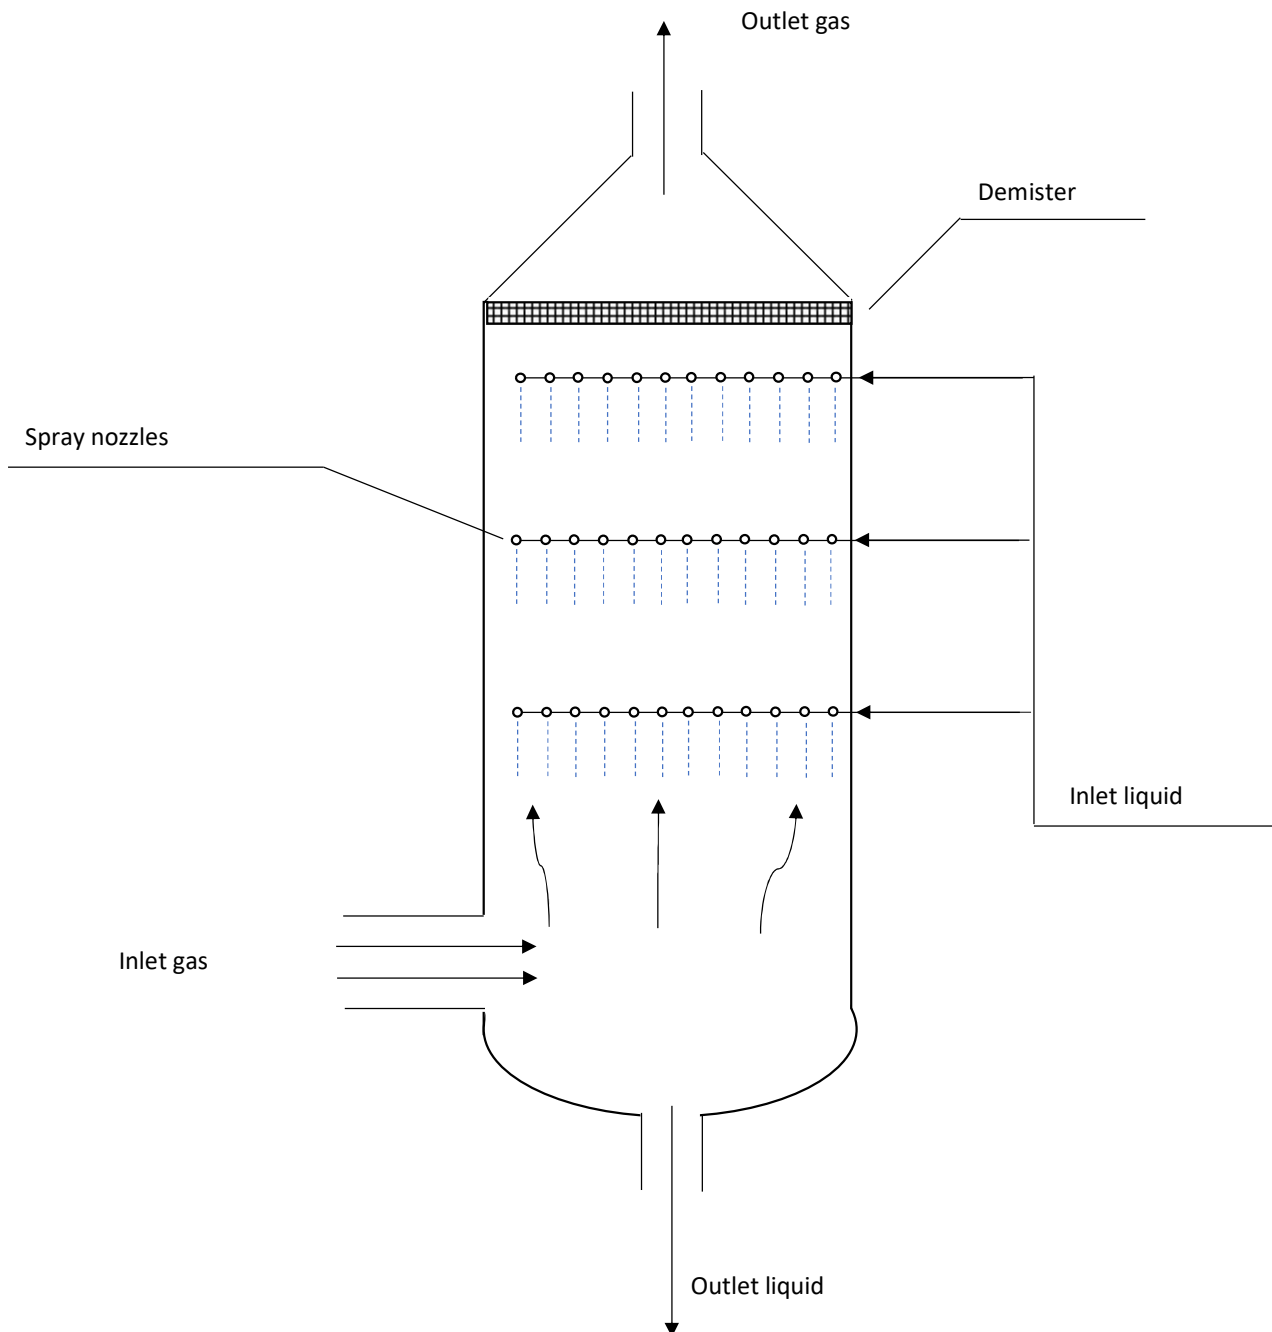 Outlet gas
Demister
Spray nozzles
Inlet liquid
Inlet gas
Outlet liquid